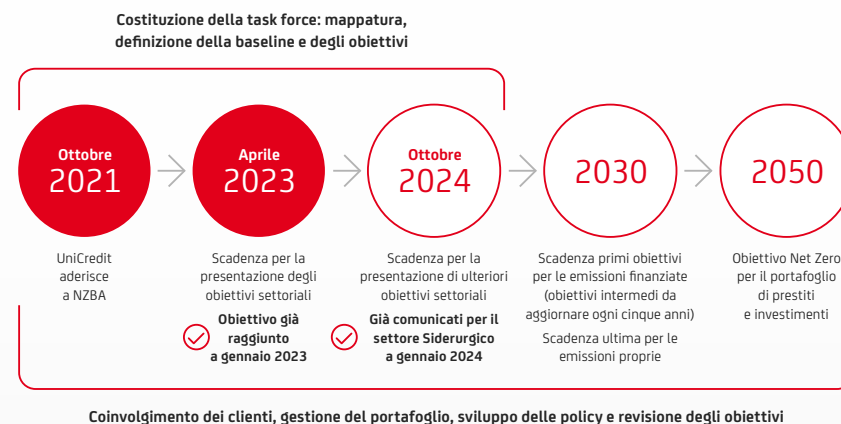 Costituzione della task force: mappatura,
definizione della baseline e degli obiettivi
Ottobre
2021
UniCredit
aderisce
a NZBA
Aprile
2023
Scadenza per la
presentazione degli
obiettivi settoriali
Obiettivo già
raggiunto
a gennaio 2023
Ottobre
2024
Scadenza per la
presentazione di ulteriori
obiettivi settoriali
Già comunicati per il
settore Siderurgico
a gennaio 2024
2030
Scadenza primi obiettivi
per le emissioni finanziate
(obiettivi intermedi da
aggiornare ogni cinque anni)
Scadenza ultima per le
emissioni proprie
2050
Obiettivo Net Zero
per il portafoglio
di prestiti
e investimenti
Coinvolgimento dei clienti, gestione del portafoglio, sviluppo delle policy e revisione degli obiettivi